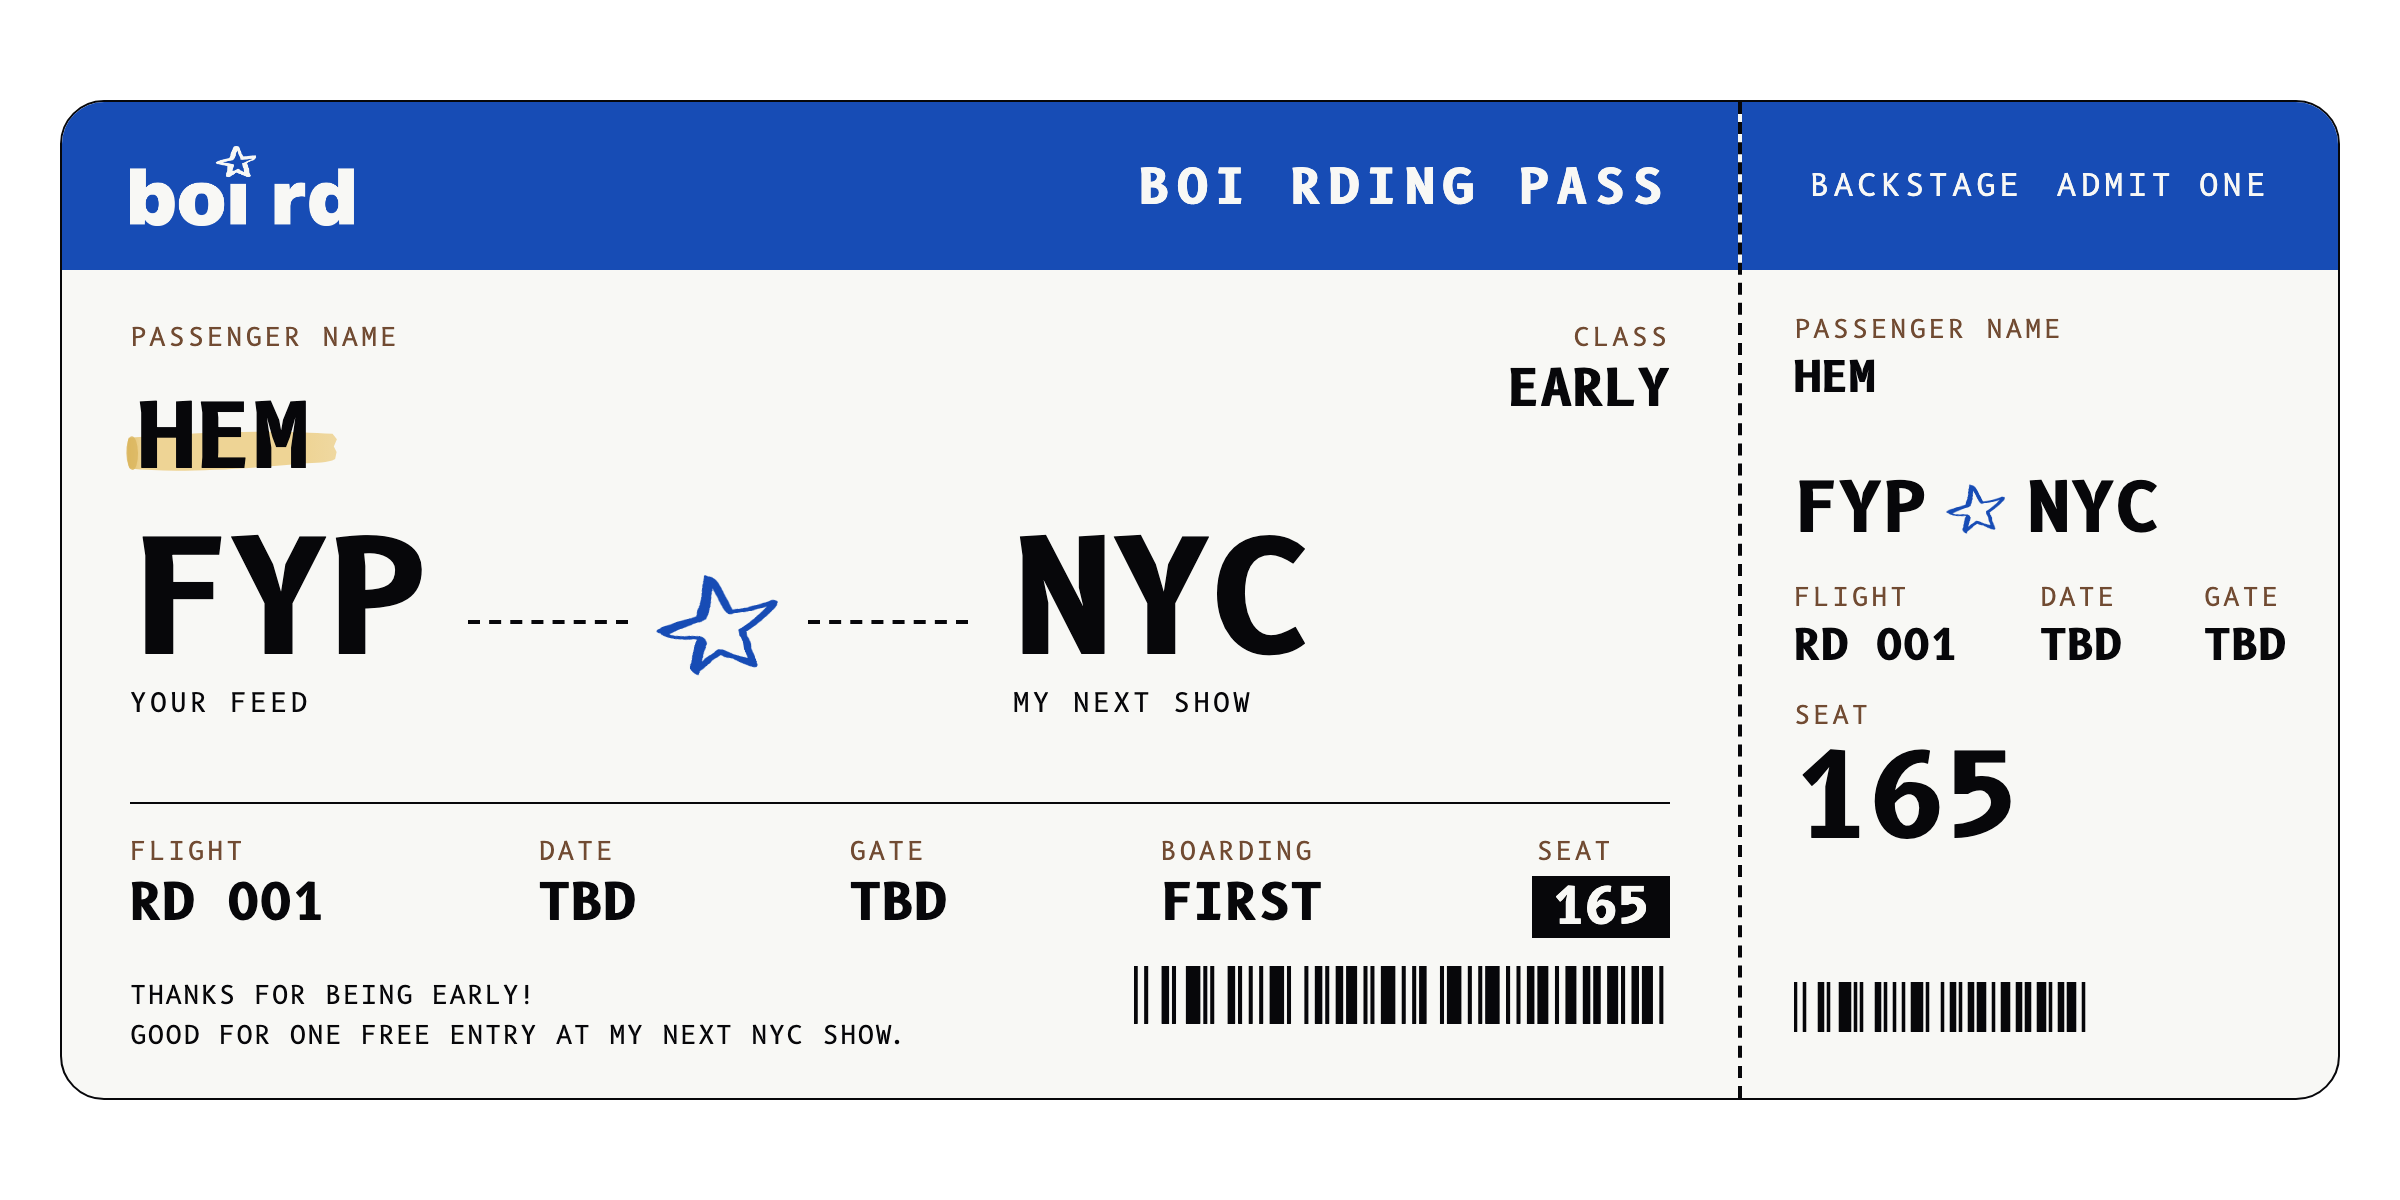 boi rd
BOI RDING PASS
PASSENGER NAME
HEM
CLASS
EARLY
FYP
NYC
YOUR FEED
MY NEXT SHOW
FLIGHT
RD 001
DATE
TBD
GATE
TBD
BOARDING
FIRST
SEAT
165
THANKS FOR BEING EARLY!
GOOD FOR ONE FREE ENTRY AT MY NEXT NYC SHOW.
BACKSTAGE ADMIT ONE
PASSENGER NAME
HEM
FYP NYC
FLIGHT
RD 001
DATE
TBD
GATE
TBD
SEAT
165